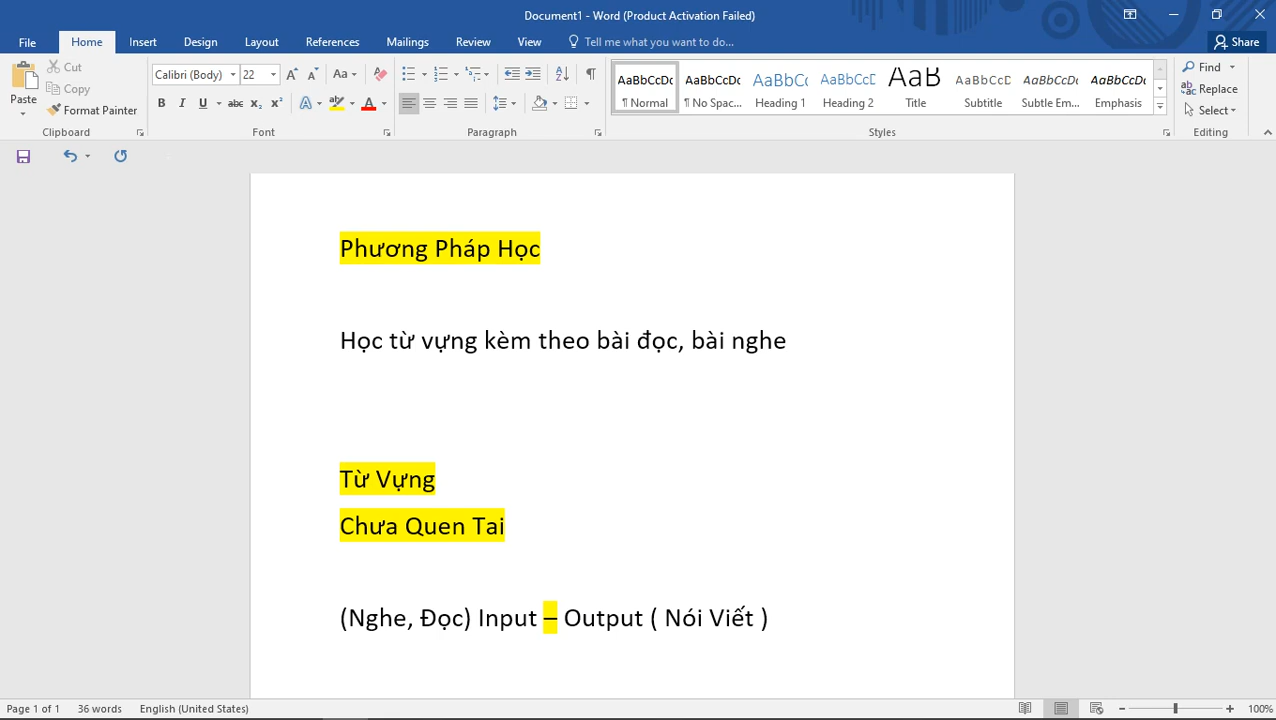 Document1 - Word (Product Activation Failed)
File Home Insert Design Layout References Mailings Review View Tell me what you want to do... Share
Cut
Copy
Format Painter
Paste
Clipboard
Calibri (Body) 22 Aa
B I U abc x₂ x² A A
Font
Paragraph
AaBbCcDc AaBbCcDc AaBbCc AaBbCcD AaB AaBbCcD AaBbCcDc AaBbCcDc
¶ Normal ¶ No Spac... Heading 1 Heading 2 Title Subtitle Subtle Em... Emphasis
Styles
Find
Replace
Select
Editing
Phương Pháp Học
Học từ vựng kèm theo bài đọc, bài nghe
Từ Vựng
Chưa Quen Tai
(Nghe, Đọc) Input – Output ( Nói Viết )
Page 1 of 1 36 words English (United States) 100%